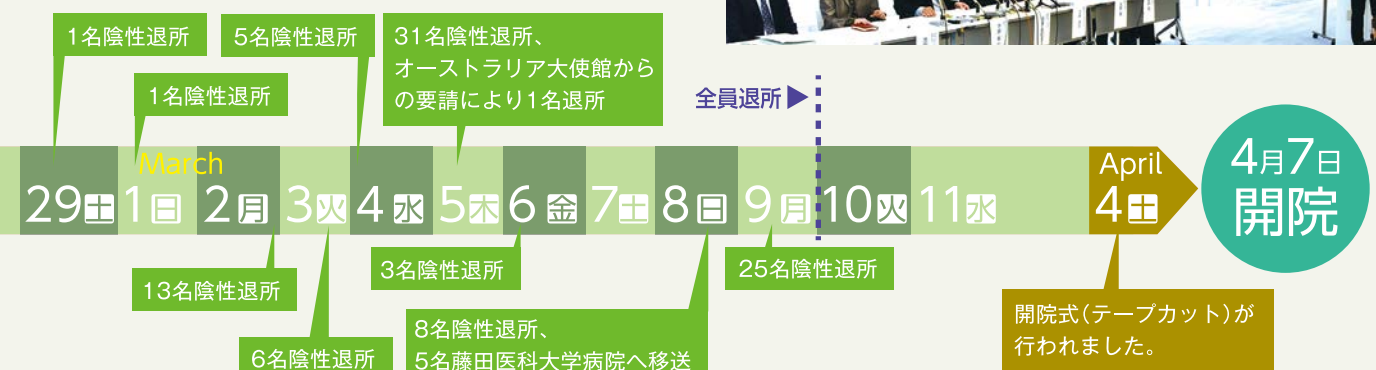 1名陰性退所
5名陰性退所
31名陰性退所、
オーストラリア大使館から
の要請により1名退所
1名陰性退所
全員退所▶
March
29土 1日 2月 3火 4水 5木 6金 7土 8日 9月 10火 11水
April
4土
4月7日
開院
13名陰性退所
6名陰性退所
3名陰性退所
8名陰性退所、
5名藤田医科大学病院へ移送
25名陰性退所
開院式（テープカット）が
行われました。